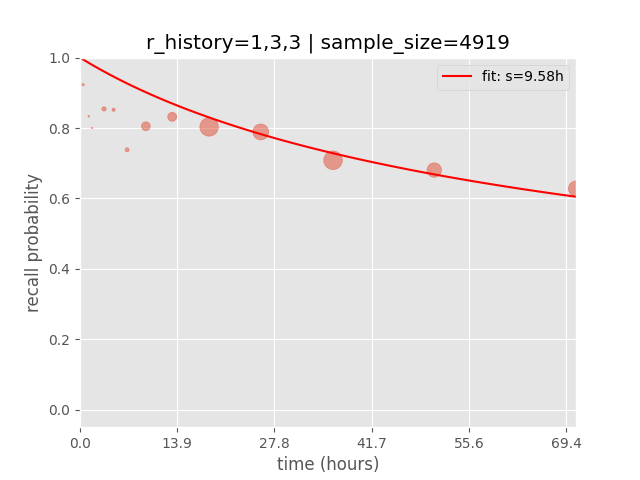 r_history=1,3,3 | sample_size=4919
fit: s=9.58h
recall probability
1.0
0.8
0.6
0.4
0.2
0.0
0.0 13.9 27.8 41.7 55.6 69.4
time (hours)